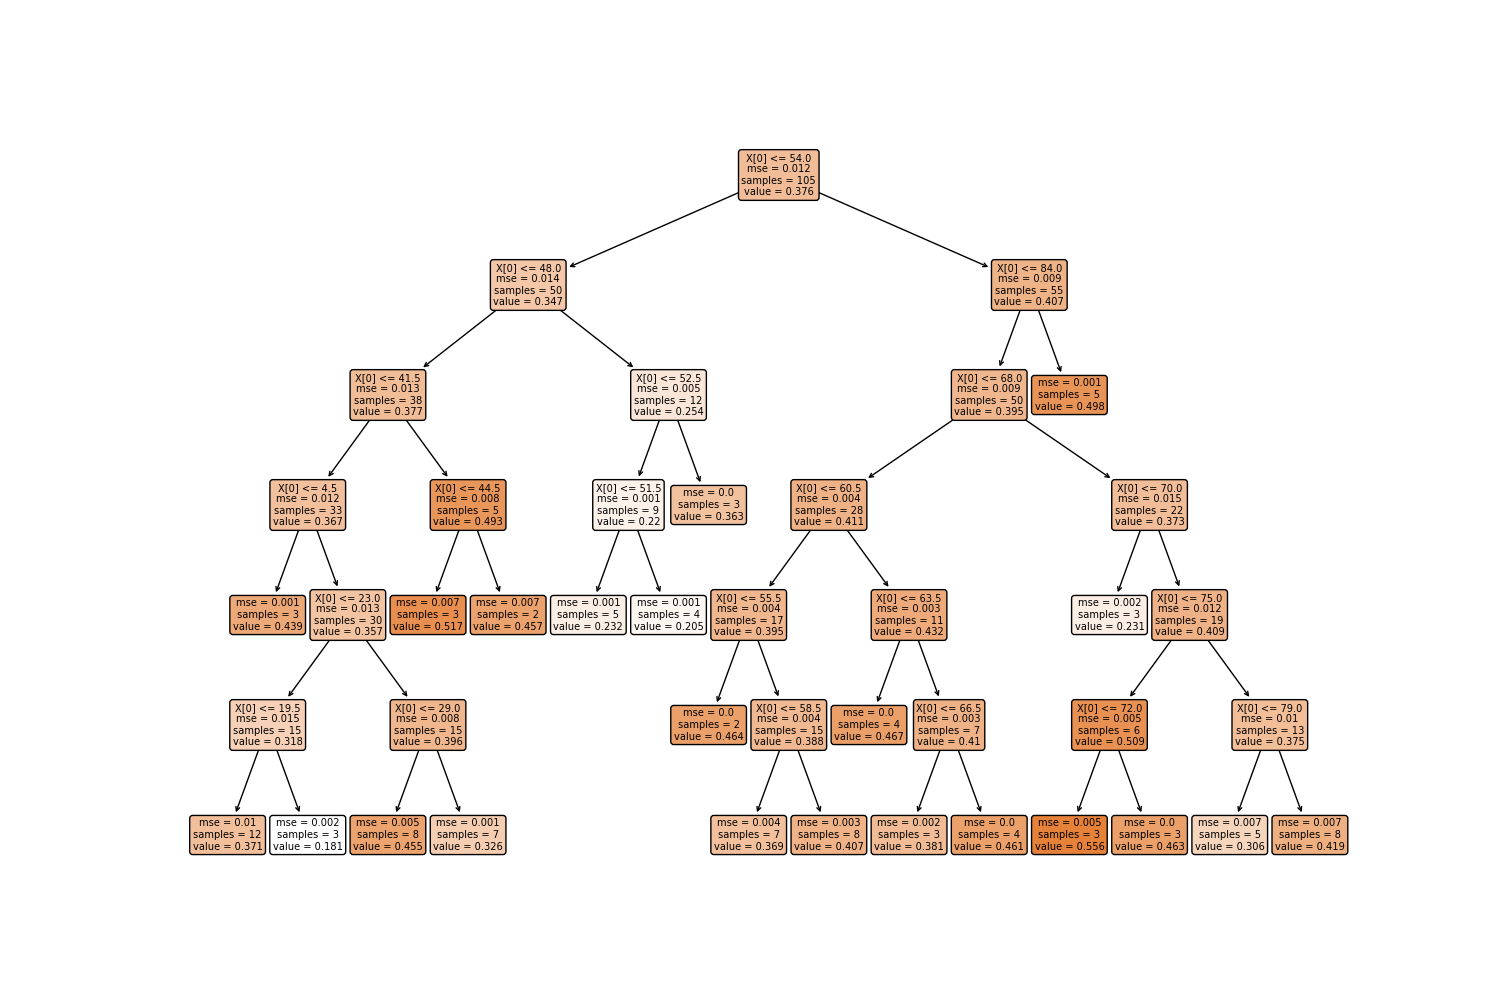 X[0] <= 54.0
mse = 0.012
samples = 105
value = 0.376
X[0] <= 48.0
mse = 0.014
samples = 50
value = 0.347
X[0] <= 84.0
mse = 0.009
samples = 55
value = 0.407
X[0] <= 41.5
mse = 0.013
samples = 38
value = 0.377
X[0] <= 52.5
mse = 0.005
samples = 12
value = 0.254
X[0] <= 68.0
mse = 0.009
samples = 50
value = 0.395
mse = 0.001
samples = 5
value = 0.498
X[0] <= 4.5
mse = 0.012
samples = 33
value = 0.367
X[0] <= 44.5
mse = 0.008
samples = 5
value = 0.493
X[0] <= 51.5
mse = 0.001
samples = 9
value = 0.22
mse = 0.0
samples = 3
value = 0.363
X[0] <= 60.5
mse = 0.004
samples = 28
value = 0.411
X[0] <= 70.0
mse = 0.015
samples = 22
value = 0.373
mse = 0.001
samples = 3
value = 0.439
X[0] <= 23.0
mse = 0.013
samples = 30
value = 0.357
mse = 0.007
samples = 3
value = 0.517
mse = 0.007
samples = 2
value = 0.457
mse = 0.001
samples = 5
value = 0.232
mse = 0.001
samples = 4
value = 0.205
X[0] <= 55.5
mse = 0.004
samples = 17
value = 0.395
X[0] <= 63.5
mse = 0.003
samples = 11
value = 0.432
mse = 0.002
samples = 3
value = 0.231
X[0] <= 75.0
mse = 0.012
samples = 19
value = 0.409
X[0] <= 19.5
mse = 0.015
samples = 15
value = 0.318
X[0] <= 29.0
mse = 0.008
samples = 15
value = 0.396
mse = 0.0
samples = 2
value = 0.464
X[0] <= 58.5
mse = 0.004
samples = 15
value = 0.388
mse = 0.0
samples = 4
value = 0.467
X[0] <= 66.5
mse = 0.003
samples = 7
value = 0.41
X[0] <= 72.0
mse = 0.005
samples = 6
value = 0.509
X[0] <= 79.0
mse = 0.01
samples = 13
value = 0.375
mse = 0.01
samples = 12
value = 0.371
mse = 0.002
samples = 3
value = 0.181
mse = 0.005
samples = 8
value = 0.455
mse = 0.001
samples = 7
value = 0.326
mse = 0.004
samples = 7
value = 0.369
mse = 0.003
samples = 8
value = 0.407
mse = 0.002
samples = 3
value = 0.381
mse = 0.0
samples = 4
value = 0.461
mse = 0.005
samples = 3
value = 0.556
mse = 0.0
samples = 3
value = 0.463
mse = 0.007
samples = 5
value = 0.306
mse = 0.007
samples = 8
value = 0.419